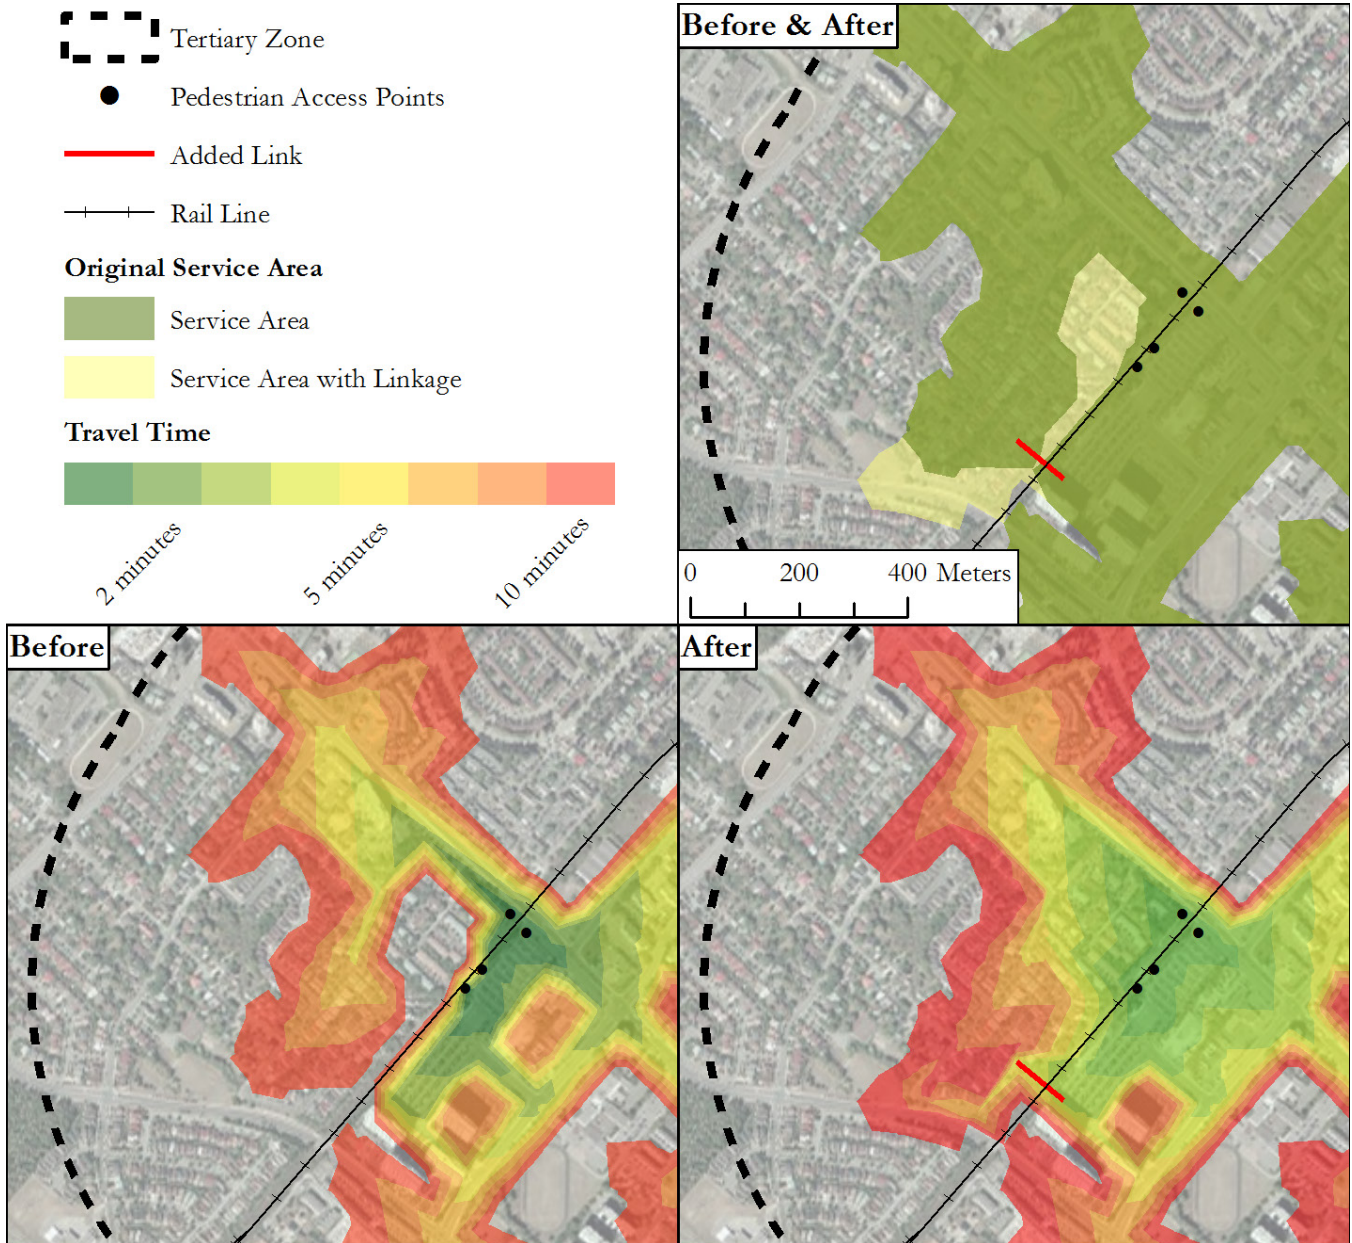 Tertiary Zone
Pedestrian Access Points
Added Link
Rail Line
Original Service Area
Service Area
Service Area with Linkage
Travel Time
2 minutes
5 minutes
10 minutes
Before & After
0 200 400 Meters
Before
After